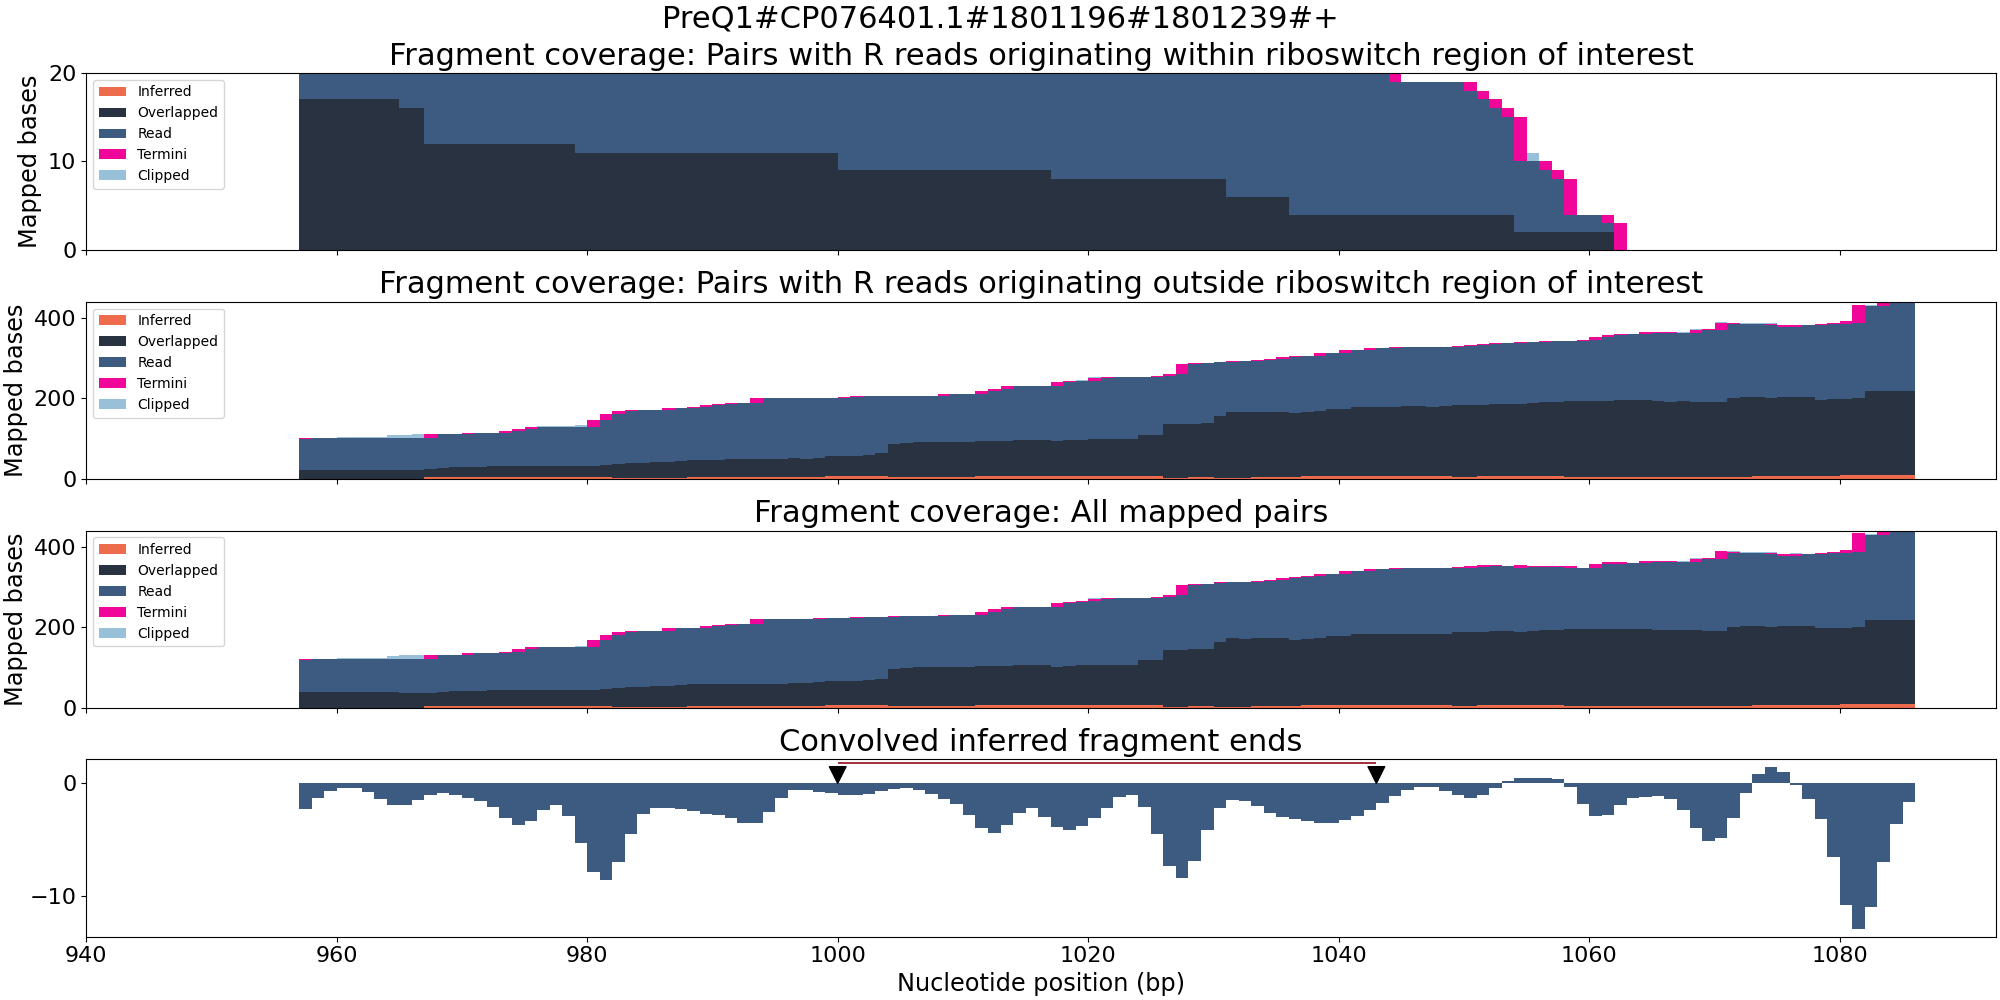 PreQ1#CP076401.1#1801196#1801239#+
Fragment coverage: Pairs with R reads originating within riboswitch region of interest
Mapped bases
20
10
0
Inferred
Overlapped
Read
Termini
Clipped
Fragment coverage: Pairs with R reads originating outside riboswitch region of interest
Mapped bases
400
200
0
Inferred
Overlapped
Read
Termini
Clipped
Fragment coverage: All mapped pairs
Mapped bases
400
200
0
Inferred
Overlapped
Read
Termini
Clipped
Convolved inferred fragment ends
0
−10
940 960 980 1000 1020 1040 1060 1080
Nucleotide position (bp)